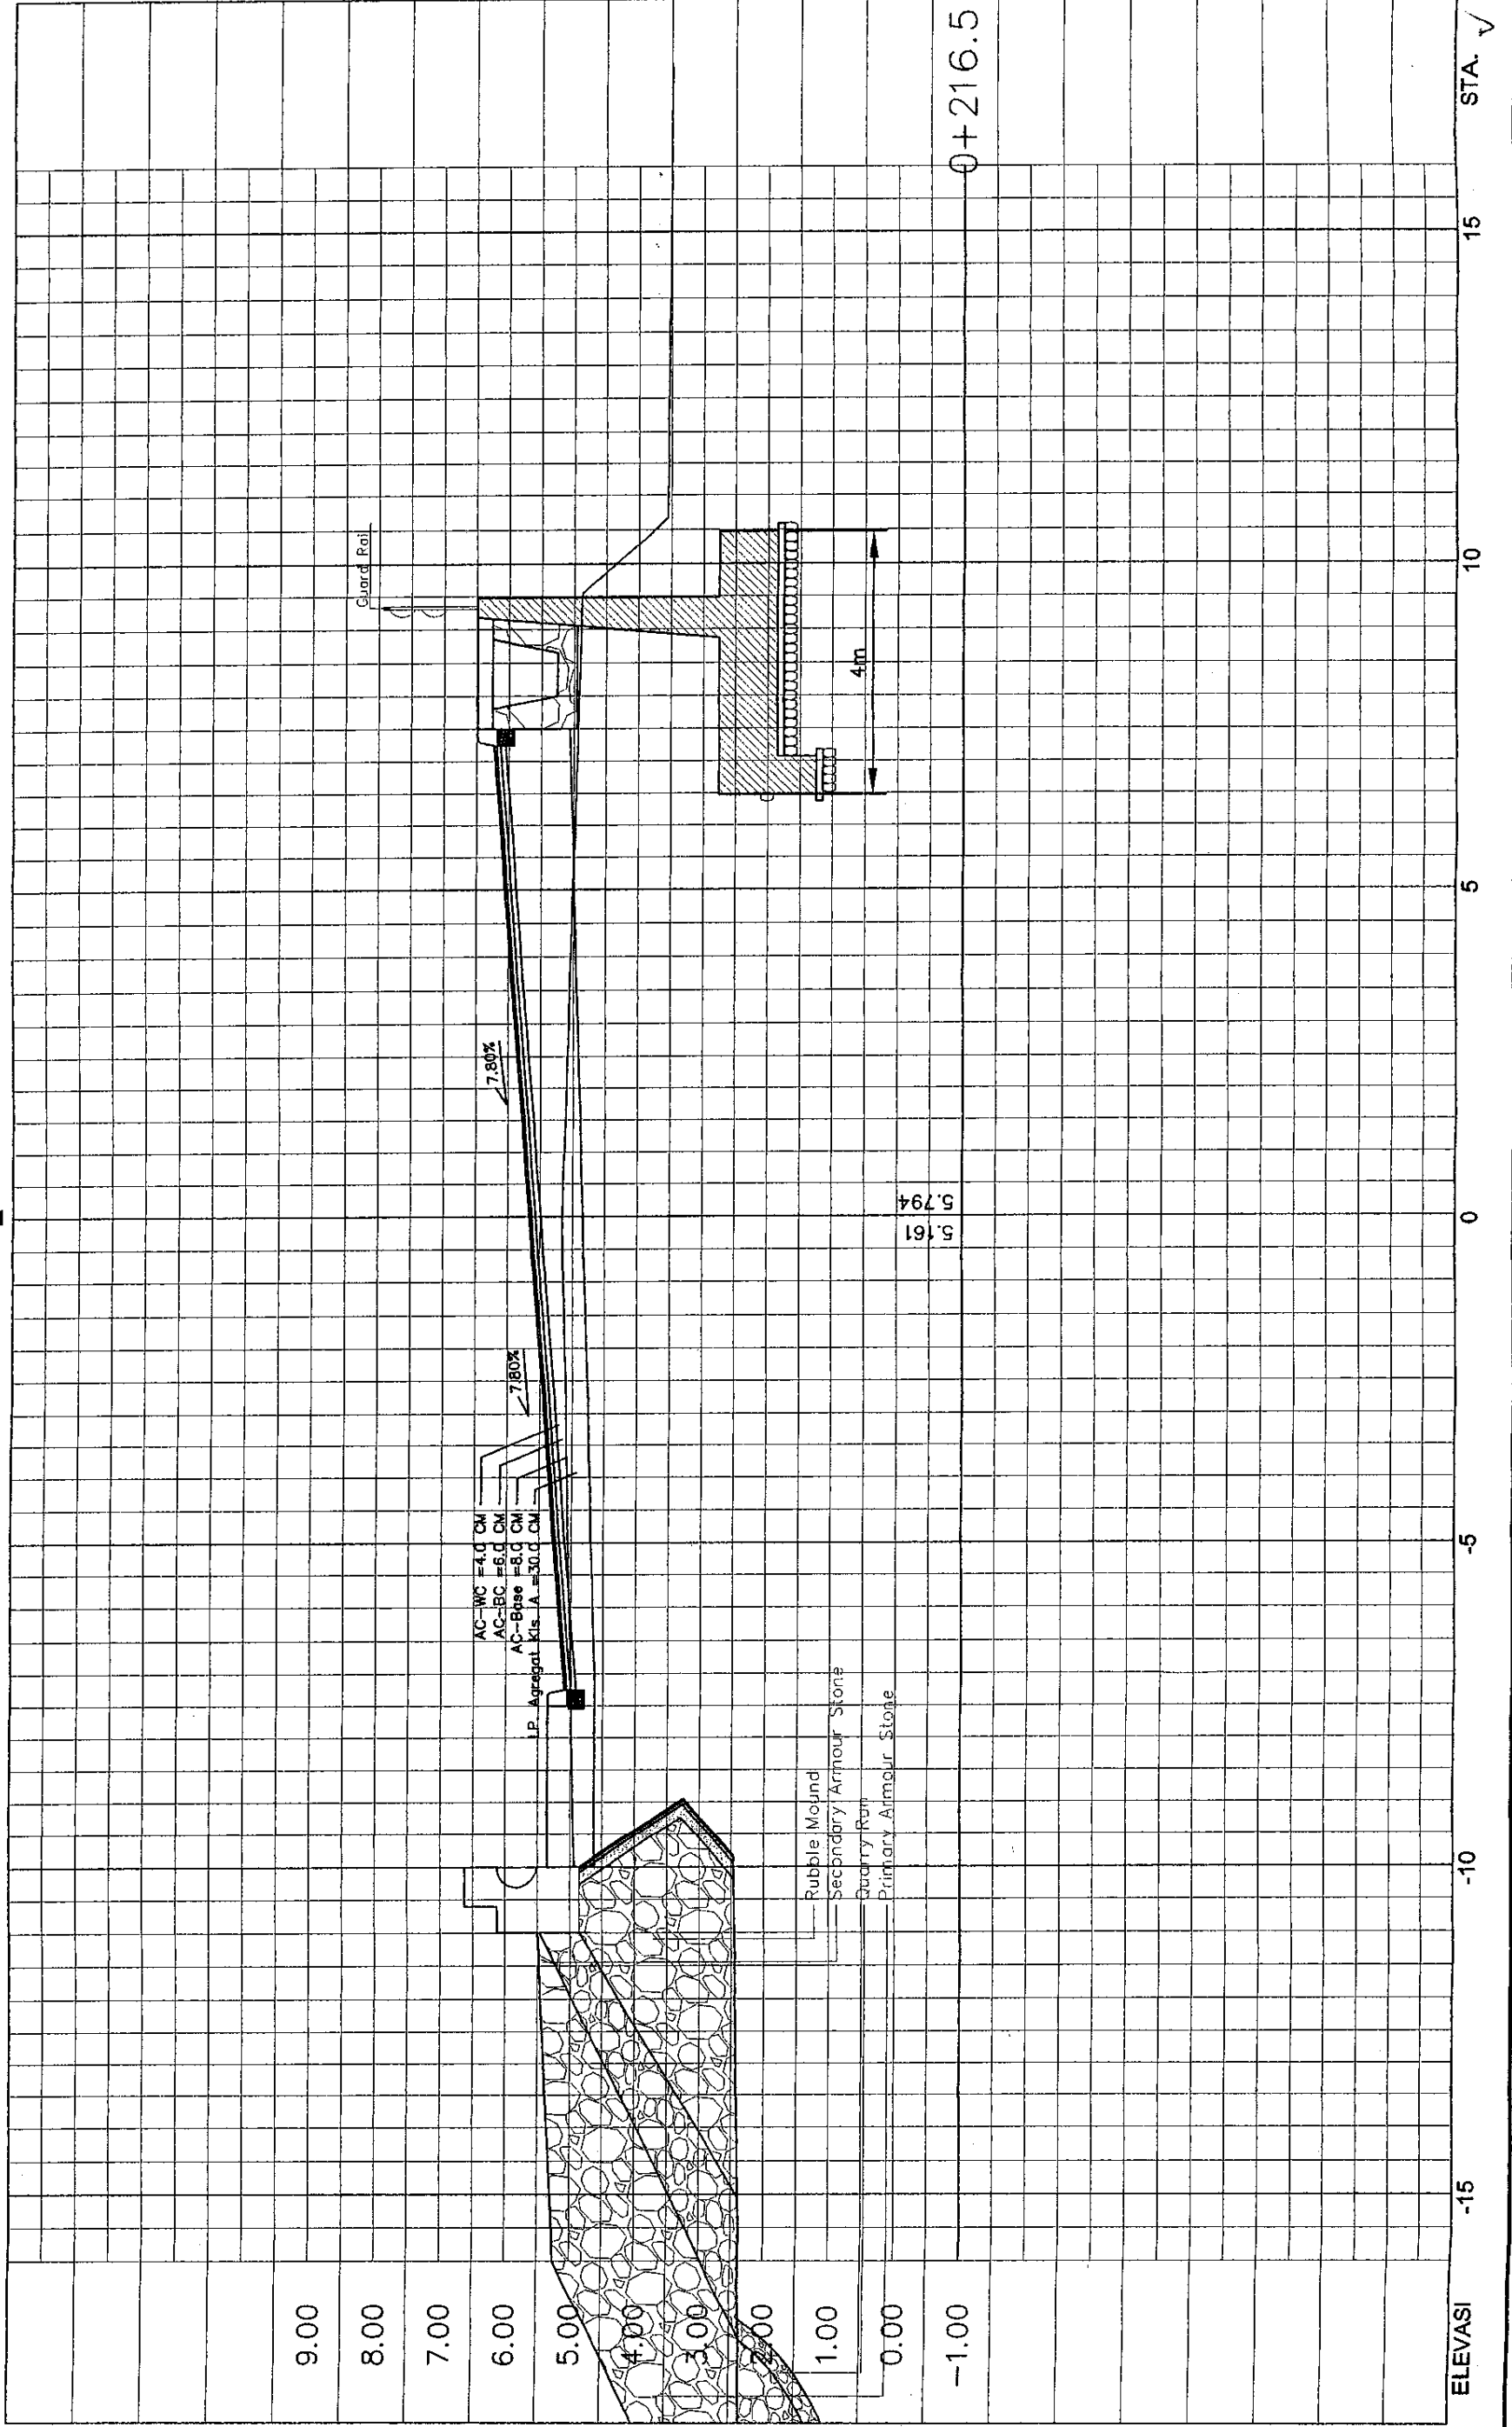 Guard Rail
7.80%
7.80%
AC-WC =4.0 CM
AC-BC =6.0 CM
AC-Base =8.0 CM
LP. Agregat Kls. A =30.0 CM
4m
Rubble Mound
Secondary Armour Stone
Quarry Run
Primary Armour Stone
9.00
8.00
7.00
6.00
5.00
4.00
3.00
2.00
1.00
0.00
-1.00
5.161
5.794
0+216.5
ELEVASI
-15
-10
-5
0
5
10
15
STA.